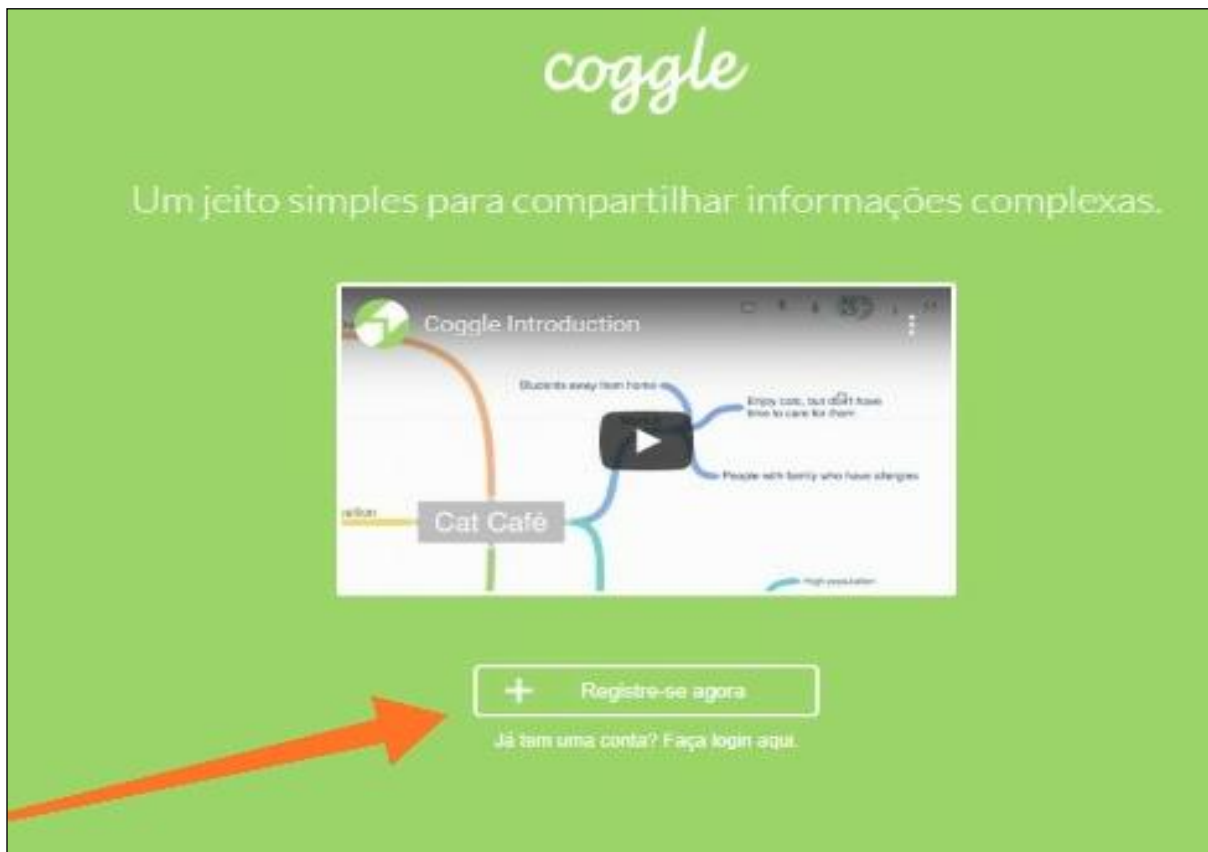 coggle
Um jeito simples para compartilhar informações complexas.
Coggle Introduction
Students away from home
Enjoy cats, but don't have
time to care for them
People with family who have allergies
Cat Café
High population
Registre-se agora
Já tem uma conta? Faça login aqui.